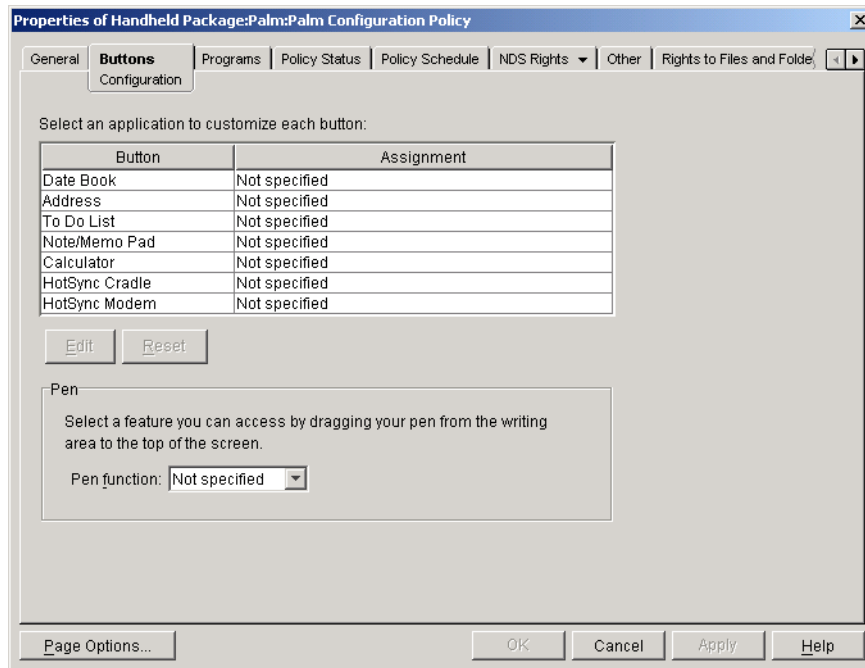 Properties of Handheld Package:Palm:Palm Configuration Policy
General Buttons Programs Policy Status Policy Schedule NDS Rights Other Rights to Files and Folde
Configuration
Select an application to customize each button:
Button Assignment
Date Book Not specified
Address Not specified
To Do List Not specified
Note/Memo Pad Not specified
Calculator Not specified
HotSync Cradle Not specified
HotSync Modem Not specified
Edit Reset
Pen
Select a feature you can access by dragging your pen from the writing
area to the top of the screen.
Pen function: Not specified
Page Options... OK Cancel Apply Help